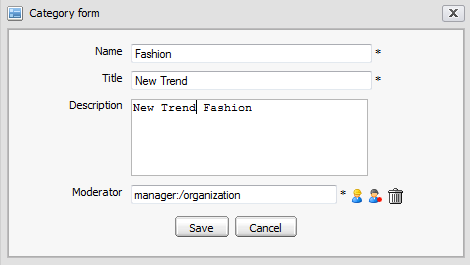 Category form
Name Fashion *
Title New Trend *
Description New Trend Fashion
Moderator manager:/organization *
Save Cancel